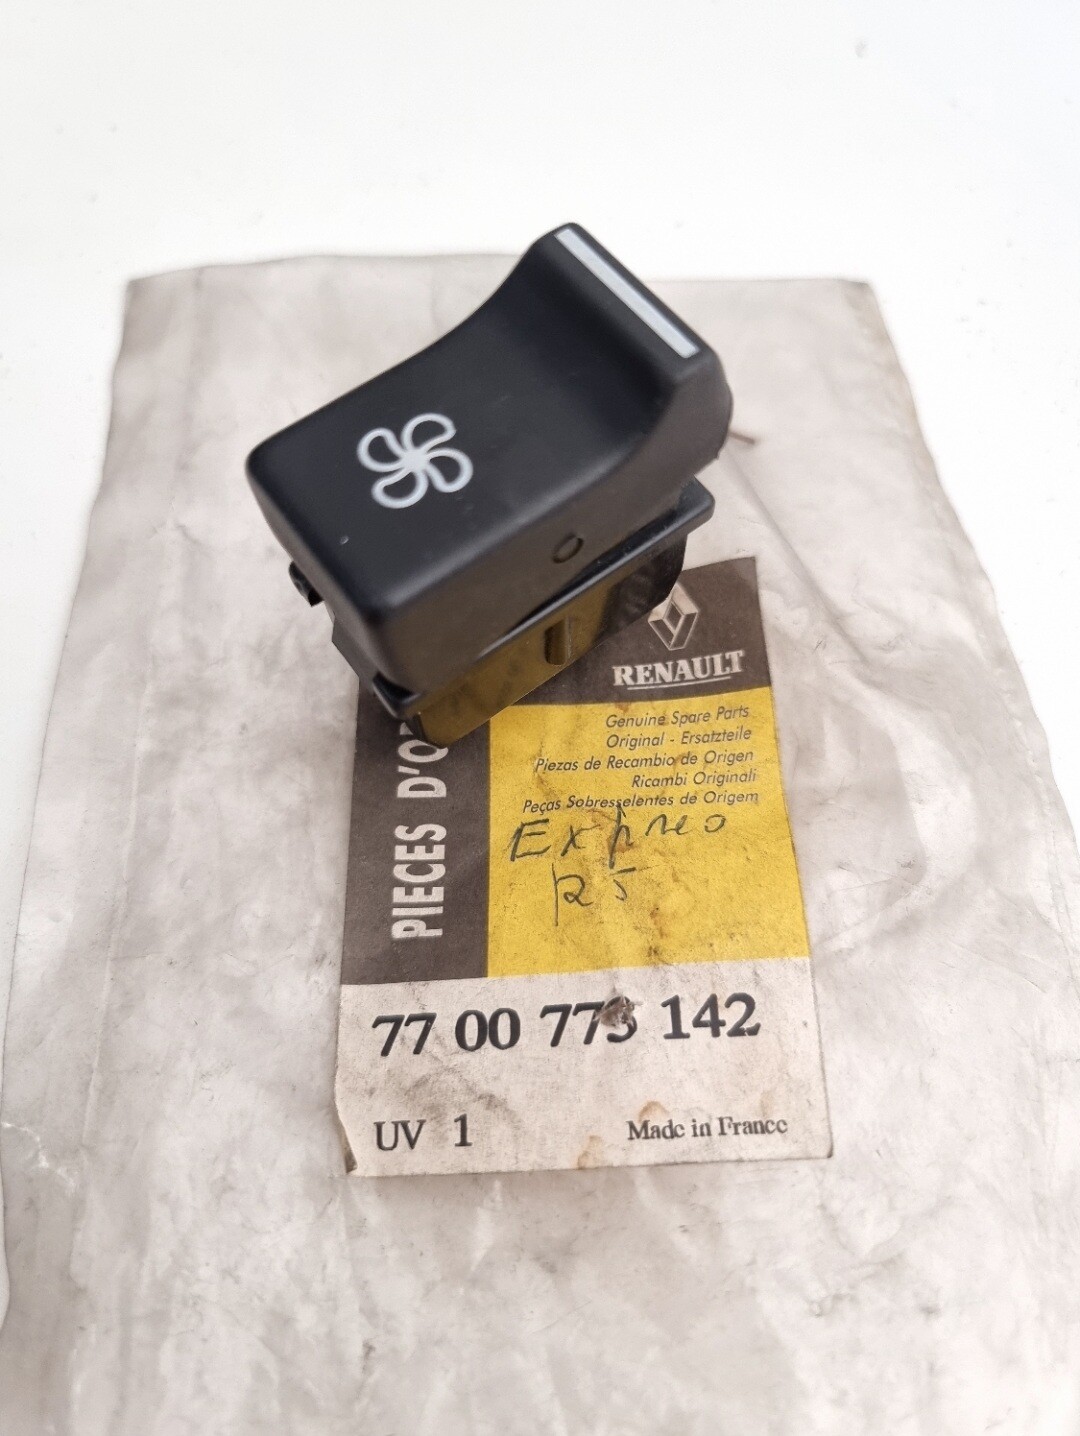 RENAULT
Genuine Spare Parts
Original - Ersatzteile
Piezas de Recambio de Origen
Ricambi Originali
Peças Sobresselentes de Origem
PIECES D'O
R5
77 00 773 142
UV 1
Made in France